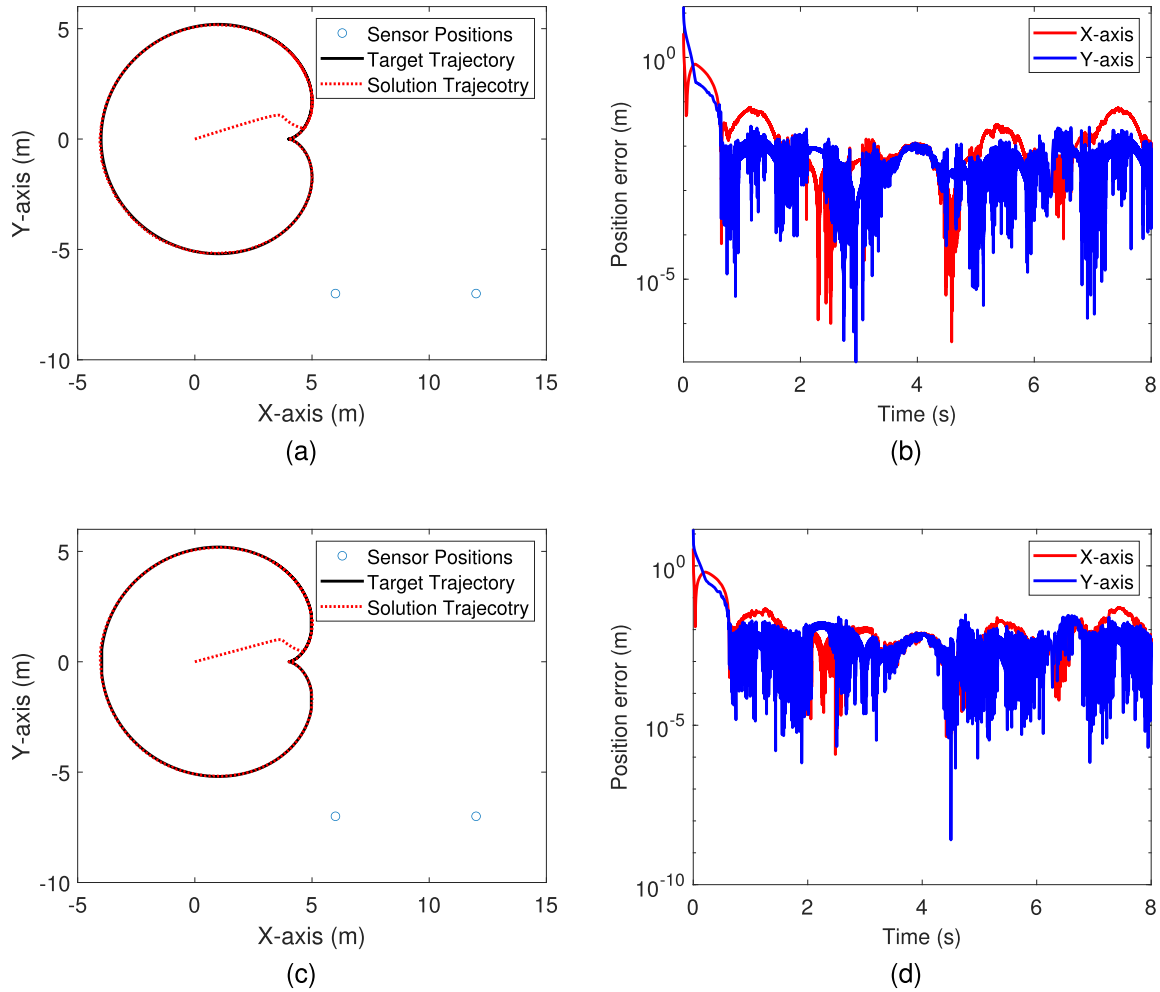 5
0
-5
-10
-5
0
5
10
15
Y-axis (m)
X-axis (m)
Sensor Positions
Target Trajectory
Solution Trajecotry
(a)
10^0
10^-5
0
2
4
6
8
Position error (m)
Time (s)
X-axis
Y-axis
(b)
5
0
-5
-10
-5
0
5
10
15
Y-axis (m)
X-axis (m)
Sensor Positions
Target Trajectory
Solution Trajecotry
(c)
10^0
10^-5
10^-10
0
2
4
6
8
Position error (m)
Time (s)
X-axis
Y-axis
(d)